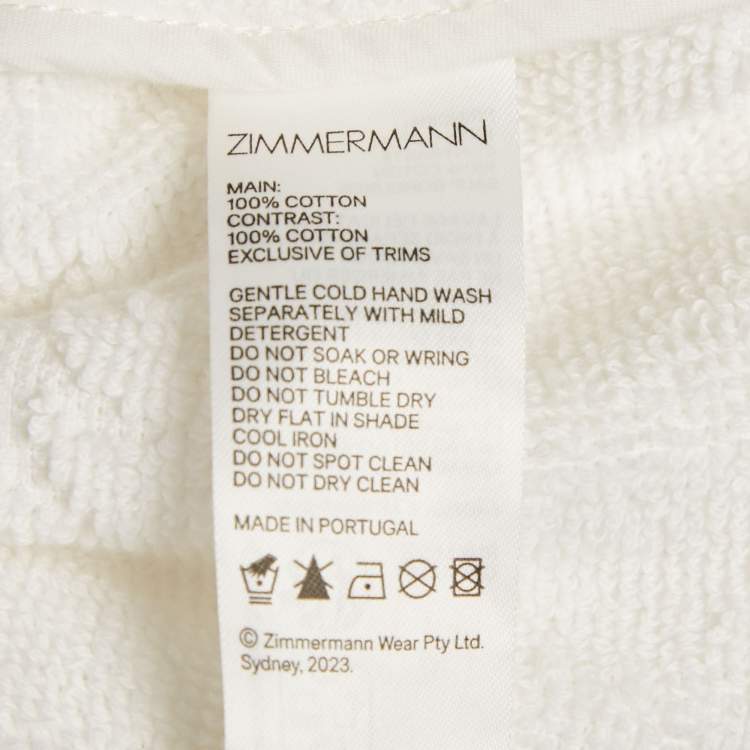 ZIMMERMANN
MAIN:
100% COTTON
CONTRAST:
100% COTTON
EXCLUSIVE OF TRIMS
GENTLE COLD HAND WASH
SEPARATELY WITH MILD
DETERGENT
DO NOT SOAK OR WRING
DO NOT BLEACH
DO NOT TUMBLE DRY
DRY FLAT IN SHADE
COOL IRON
DO NOT SPOT CLEAN
DO NOT DRY CLEAN
MADE IN PORTUGAL
© Zimmermann Wear Pty Ltd.
Sydney, 2023.